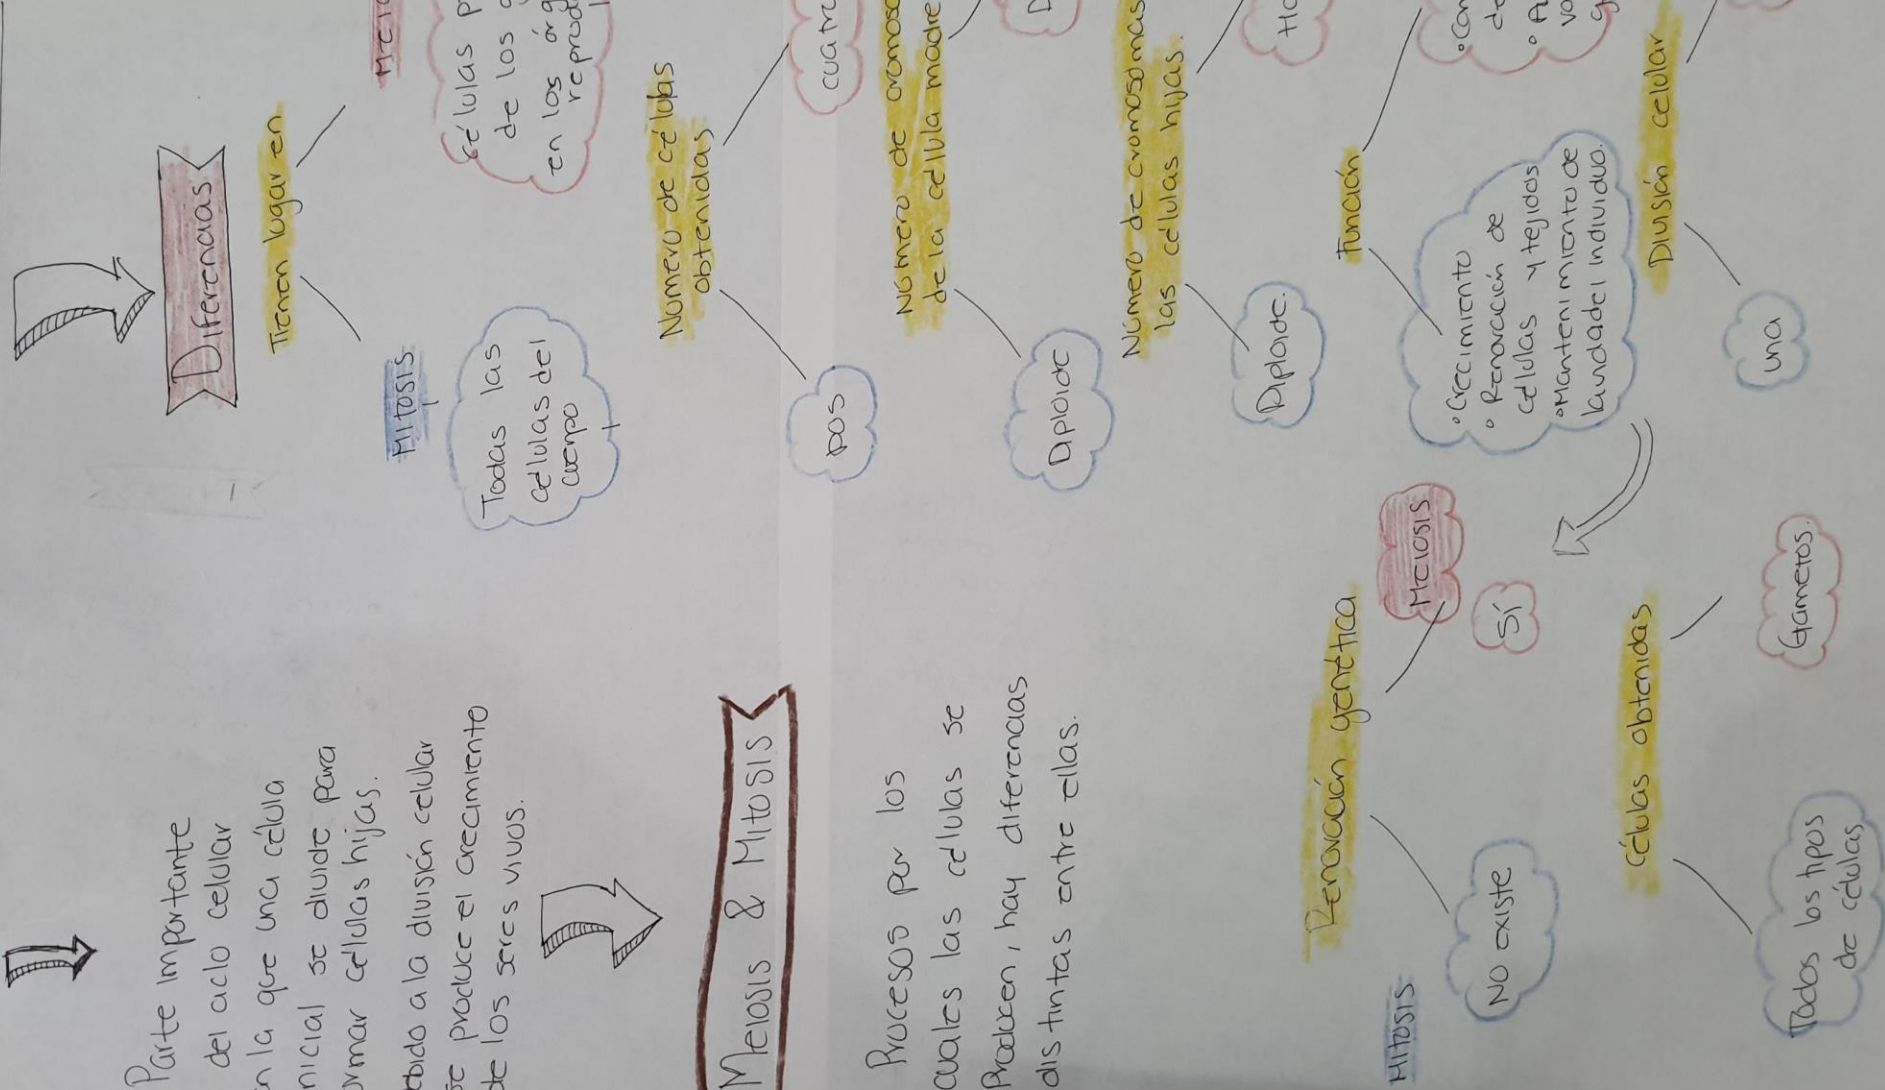 Parte importante
del ciclo celular
en la que una célula
inicial se divide para
formar células hijas.
Debido a la división celular
se produce el crecimiento
de los seres vivos.
Meiosis & Mitosis
Procesos por los
cuales las células se
Producen, hay diferencias
distintas entre ellas.
Renovación genética
Mitosis
No existe
Meiosis
Sí
Células obtenidas
Todos los tipos
de células
Gametos.
Diferencias
Tienen lugar en
Mitosis
Todas las
células del
cuerpo
células
de los
en los
Número de células
obtenidas
Dos
cuatro
Número de
de la célula madre
Diploide
Número de cromosomas
las células hijas.
Diploide.
Función
• Crecimiento
• Renovación de
células y tejidos
• Mantenimiento de
la vida del individuo.
División celular
una